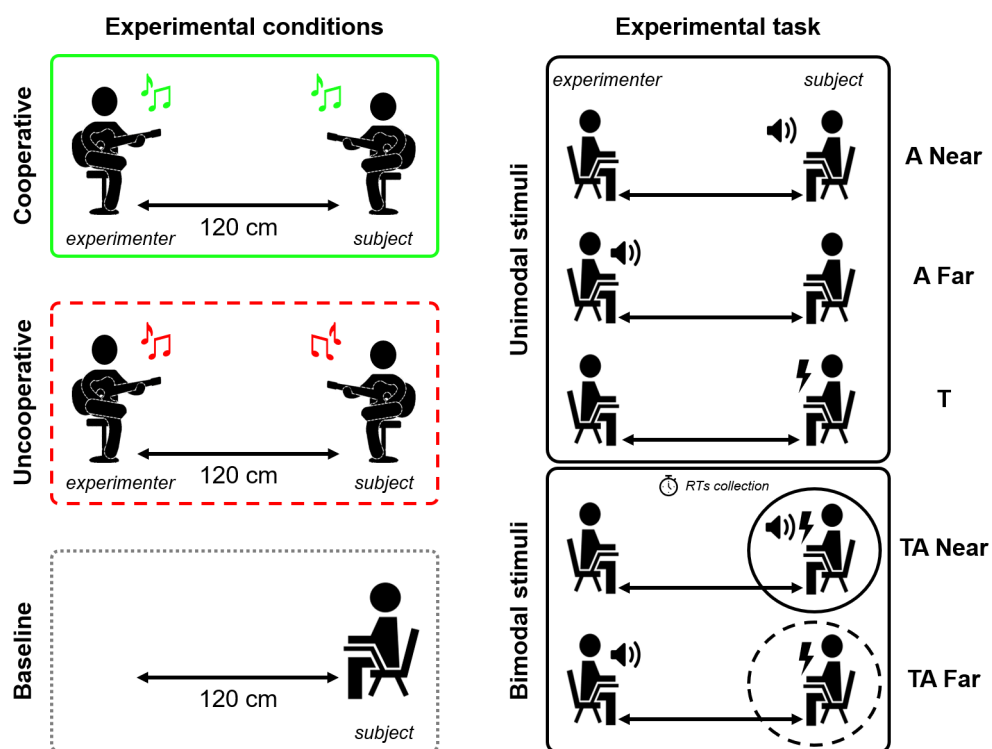 Experimental conditions
Cooperative
120 cm
experimenter
subject
Uncooperative
120 cm
experimenter
subject
Baseline
120 cm
subject
Experimental task
experimenter
subject
Unimodal stimuli
A Near
A Far
T
Bimodal stimuli
RTs collection
TA Near
TA Far